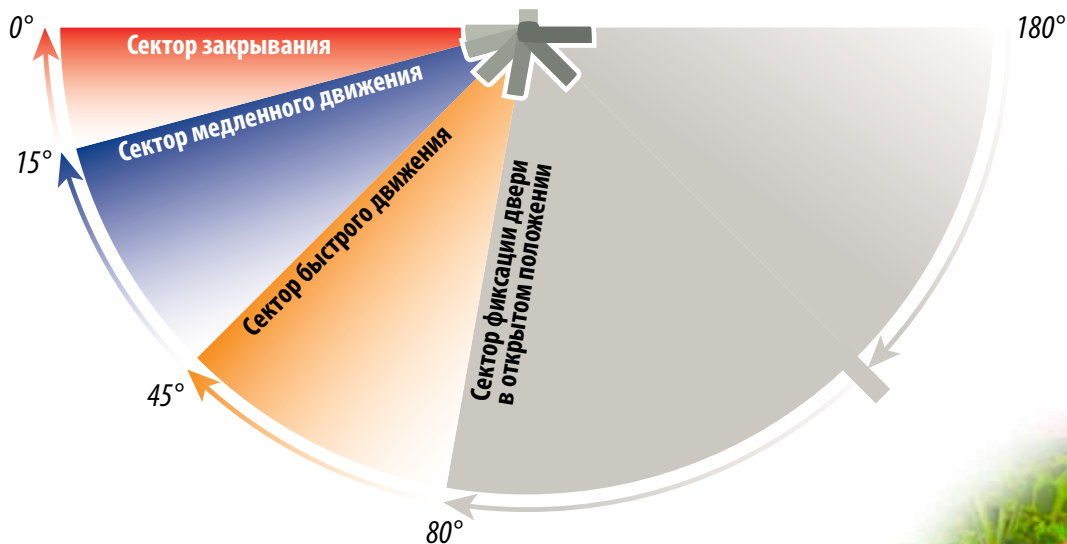 0°
180°
Сектор закрывания
Сектор медленного движения
15°
Сектор быстрого движения
Сектор фиксации двери
в открытом положении
45°
80°